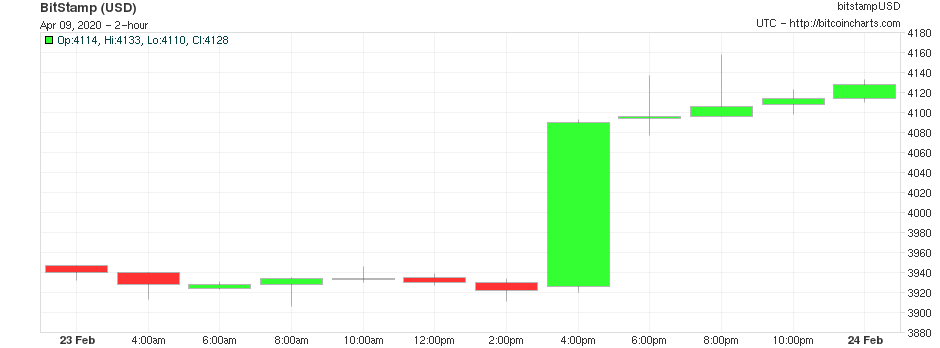 BitStamp (USD)
bitstampUSD
Apr 09, 2020 - 2-hour
UTC - http://bitcoincharts.com
Op:4114, Hi:4133, Lo:4110, Cl:4128
4180
4160
4140
4120
4100
4080
4060
4040
4020
4000
3980
3960
3940
3920
3900
3880
23 Feb 4:00am 6:00am 8:00am 10:00am 12:00pm 2:00pm 4:00pm 6:00pm 8:00pm 10:00pm 24 Feb